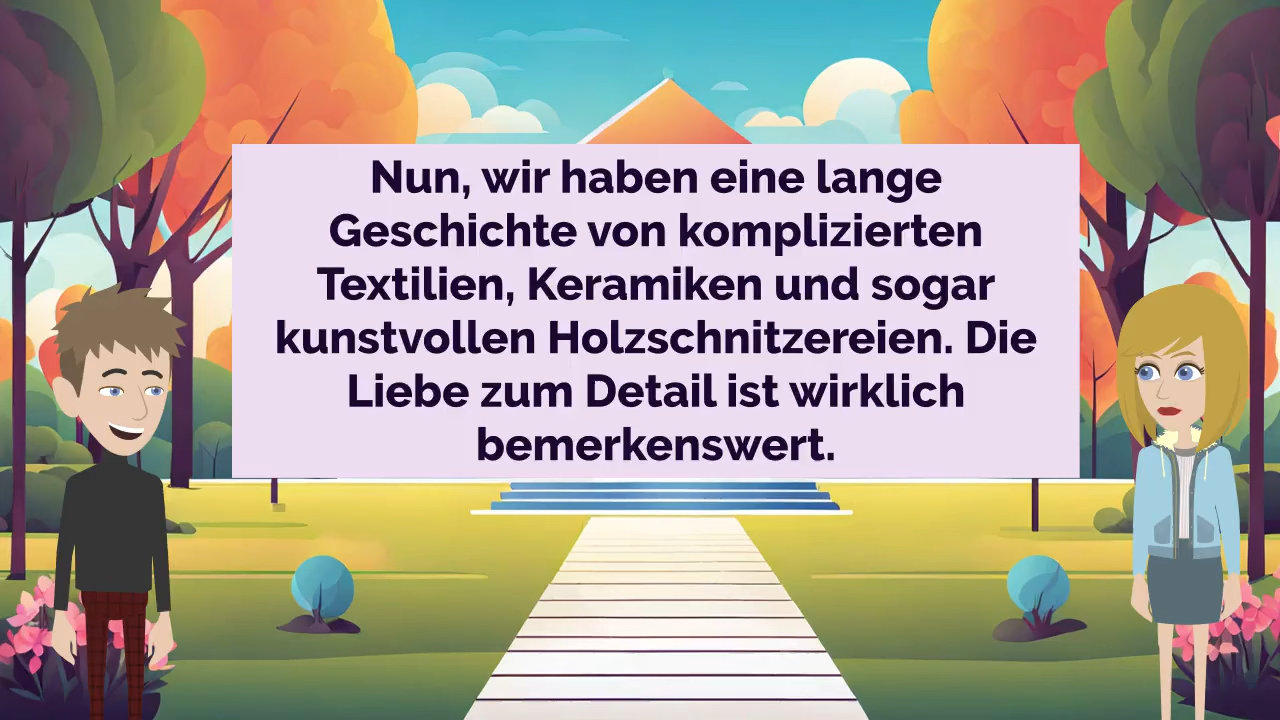 Nun, wir haben eine lange
Geschichte von komplizierten
Textilien, Keramiken und sogar
kunstvollen Holzschnitzereien. Die
Liebe zum Detail ist wirklich
bemerkenswert.